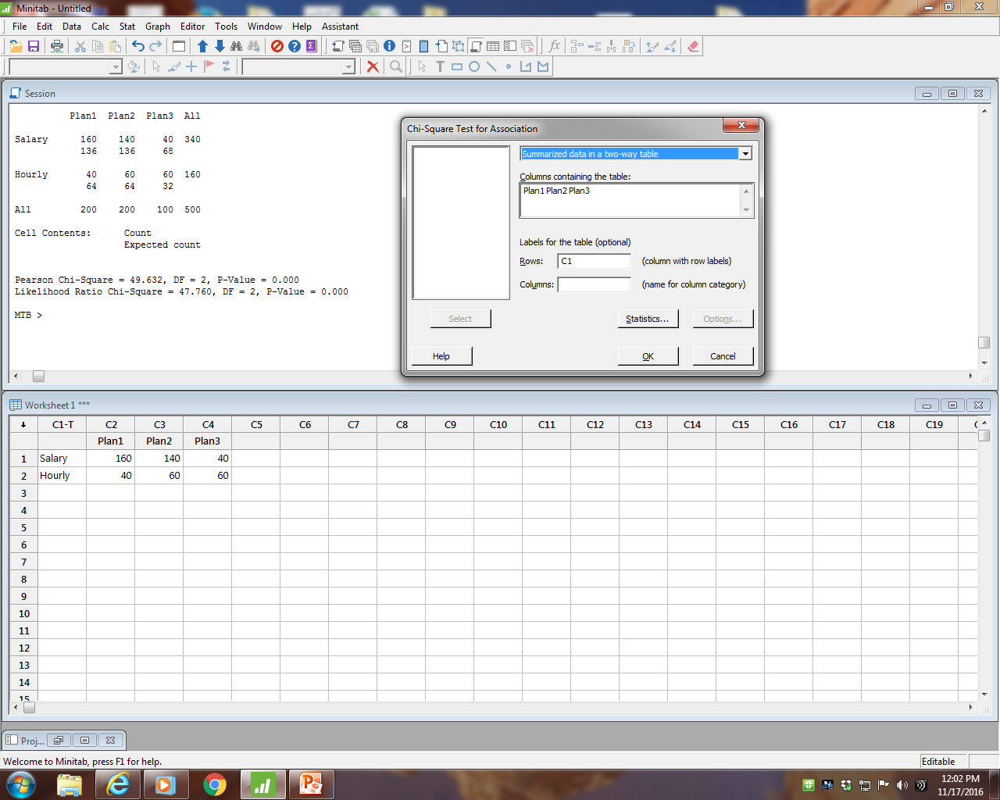 Minitab - Untitled
File Edit Data Calc Stat Graph Editor Tools Window Help Assistant
Session
Plan1 Plan2 Plan3 All
Salary 160 140 40 340
136 136 68
Hourly 40 60 60 160
64 64 32
All 200 200 100 500
Cell Contents: Count
Expected count
Pearson Chi-Square = 49.632, DF = 2, P-Value = 0.000
Likelihood Ratio Chi-Square = 47.760, DF = 2, P-Value = 0.000
MTB >
Chi-Square Test for Association
Summarized data in a two-way table
Columns containing the table:
Plan1 Plan2 Plan3
Labels for the table (optional)
Rows: C1 (column with row labels)
Columns: (name for column category)
Select Statistics... Options...
Help OK Cancel
Worksheet 1 ***
C1-T C2 C3 C4 C5 C6 C7 C8 C9 C10 C11 C12 C13 C14 C15 C16 C17 C18 C19
Plan1 Plan2 Plan3
1 Salary 160 140 40
2 Hourly 40 60 60
3
4
5
6
7
8
9
10
11
12
13
14
15
Proj...
Welcome to Minitab, press F1 for help. Editable
12:02 PM
11/17/2016